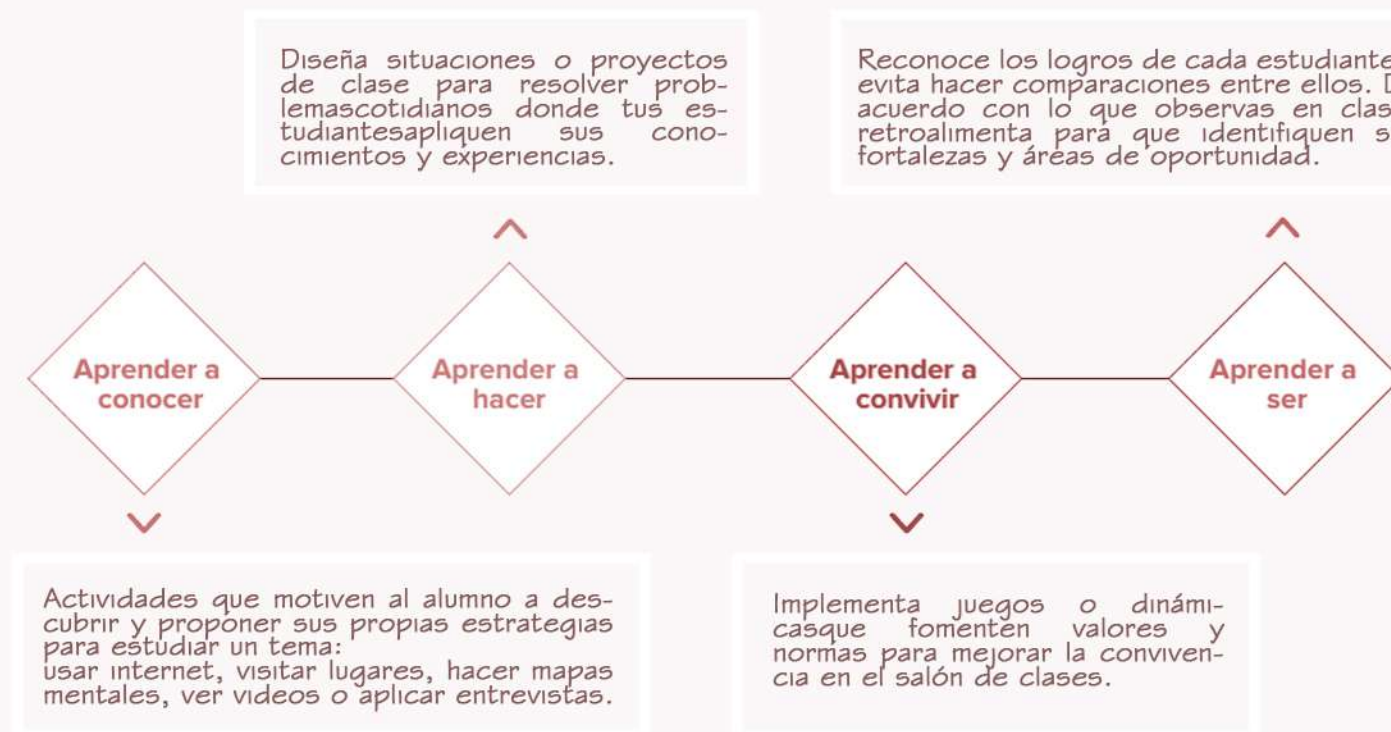 Diseña situaciones o proyectos
de clase para resolver prob-
lemascotidianos donde tus es-
tudiantesapliquen sus cono-
cimientos y experiencias.
Reconoce los logros de cada estudiante
evita hacer comparaciones entre ellos.
acuerdo con lo que observas en
retroalimenta para que identifiquen
fortalezas y áreas de oportunidad.
Aprender a
conocer
Aprender a
hacer
Aprender a
convivir
Aprender a
ser
Actividades que motiven al alumno a des-
cubrir y proponer sus propias estrategias
para estudiar un tema:
usar internet, visitar lugares, hacer mapas
mentales, ver videos o aplicar entrevistas.
Implementa juegos o dinámi-
casque fomenten valores y
normas para mejorar la conviven-
cia en el salón de clases.